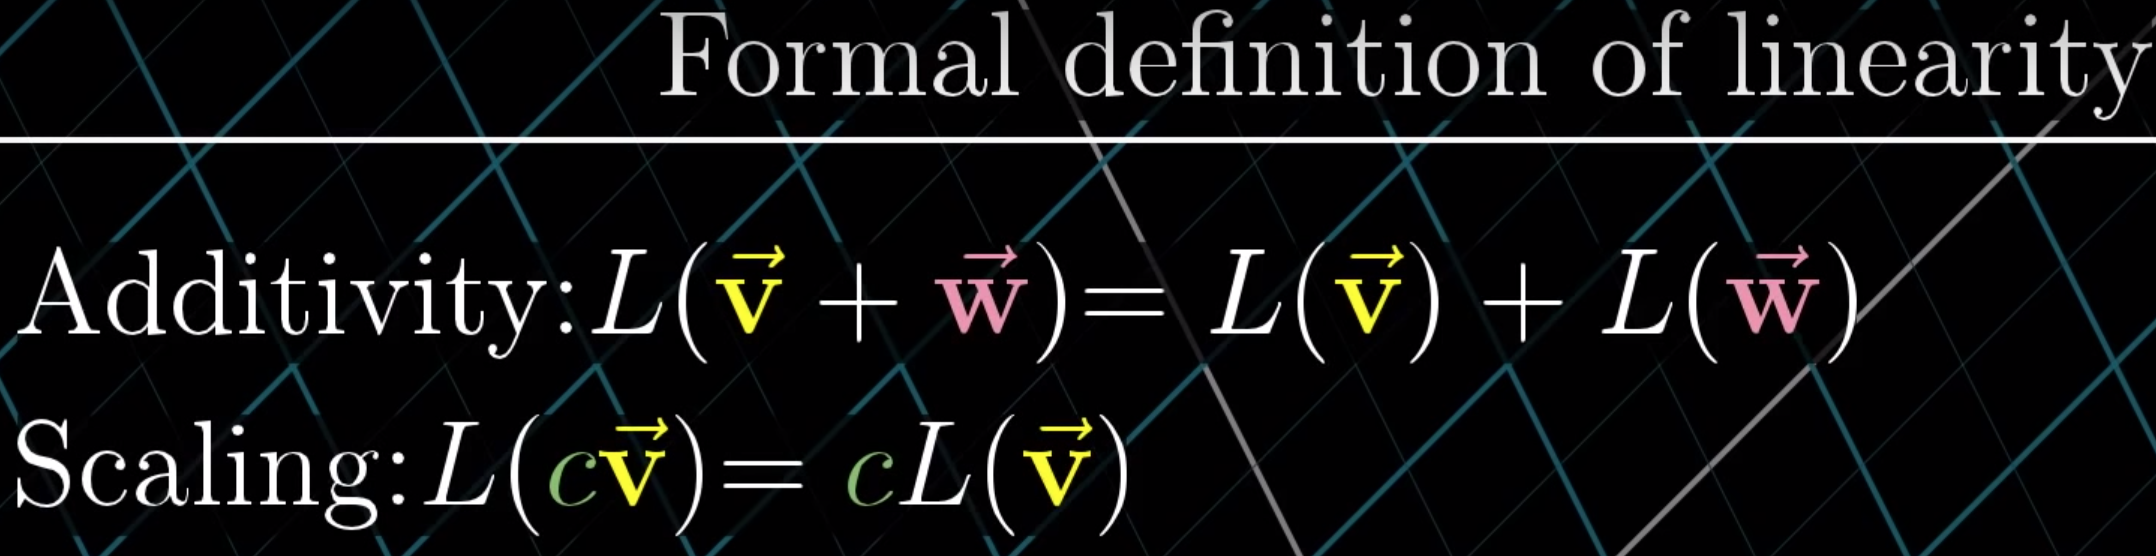 Formal definition of linearity
Additivity: L(v⃗ + w⃗) = L(v⃗) + L(w⃗)
Scaling: L(cv⃗) = cL(v⃗)